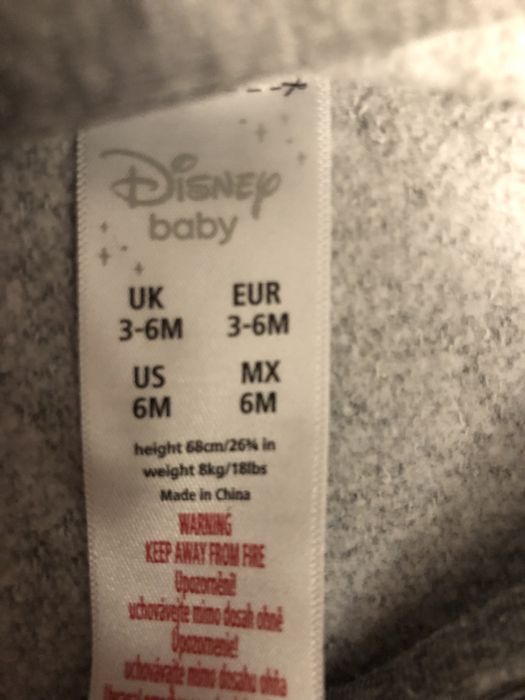 Disney
baby
UK EUR
3-6M 3-6M
US MX
6M 6M
height 68cm/26¾ in
weight 8kg/18lbs
Made in China
WARNING
KEEP AWAY FROM FIRE
Upozornění!
uchovávejte mimo dosah ohně
Upozornenie!
uchovávajte mimo dosahu ohňa